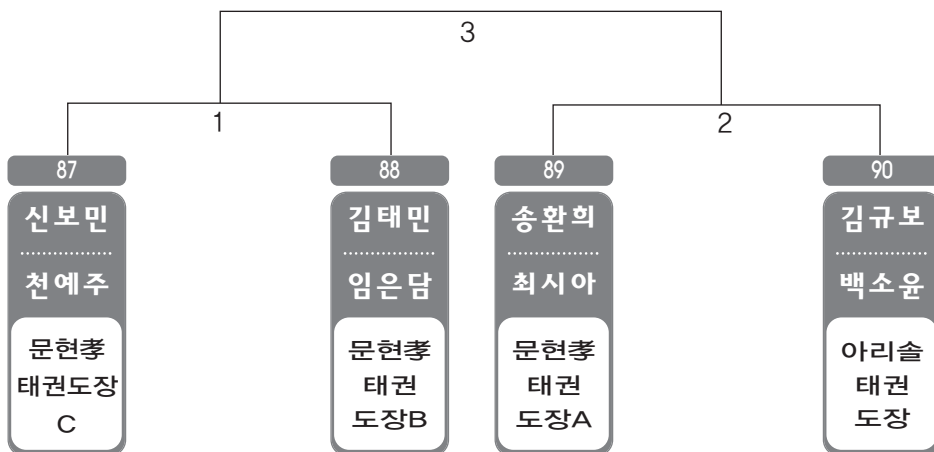 3
1
2
87
신보민
천예주
문현孝
태권도장
C
88
김태민
임은담
문현孝
태권
도장B
89
송환희
최시아
문현孝
태권
도장A
90
김규보
백소윤
아리솔
태권
도장